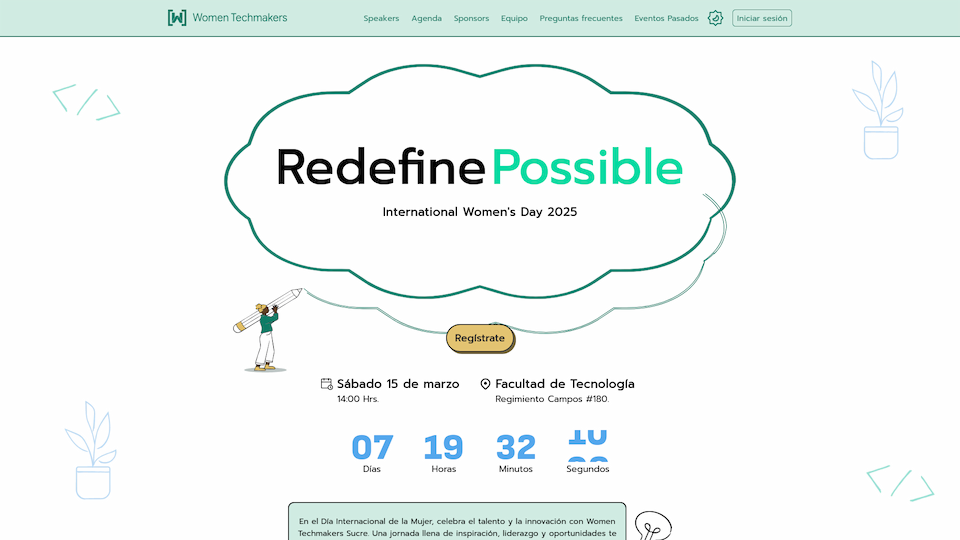 Women Techmakers
Speakers Agenda Sponsors Equipo Preguntas frecuentes Eventos Pasados Iniciar sesión
Redefine Possible
International Women's Day 2025
Regístrate
Sábado 15 de marzo
14:00 Hrs.
Facultad de Tecnología
Regimiento Campos #180.
07 19 32
Días Horas Minutos Segundos
En el Día Internacional de la Mujer, celebra el talento y la innovación con Women
Techmakers Sucre. Una jornada llena de inspiración, liderazgo y oportunidades te